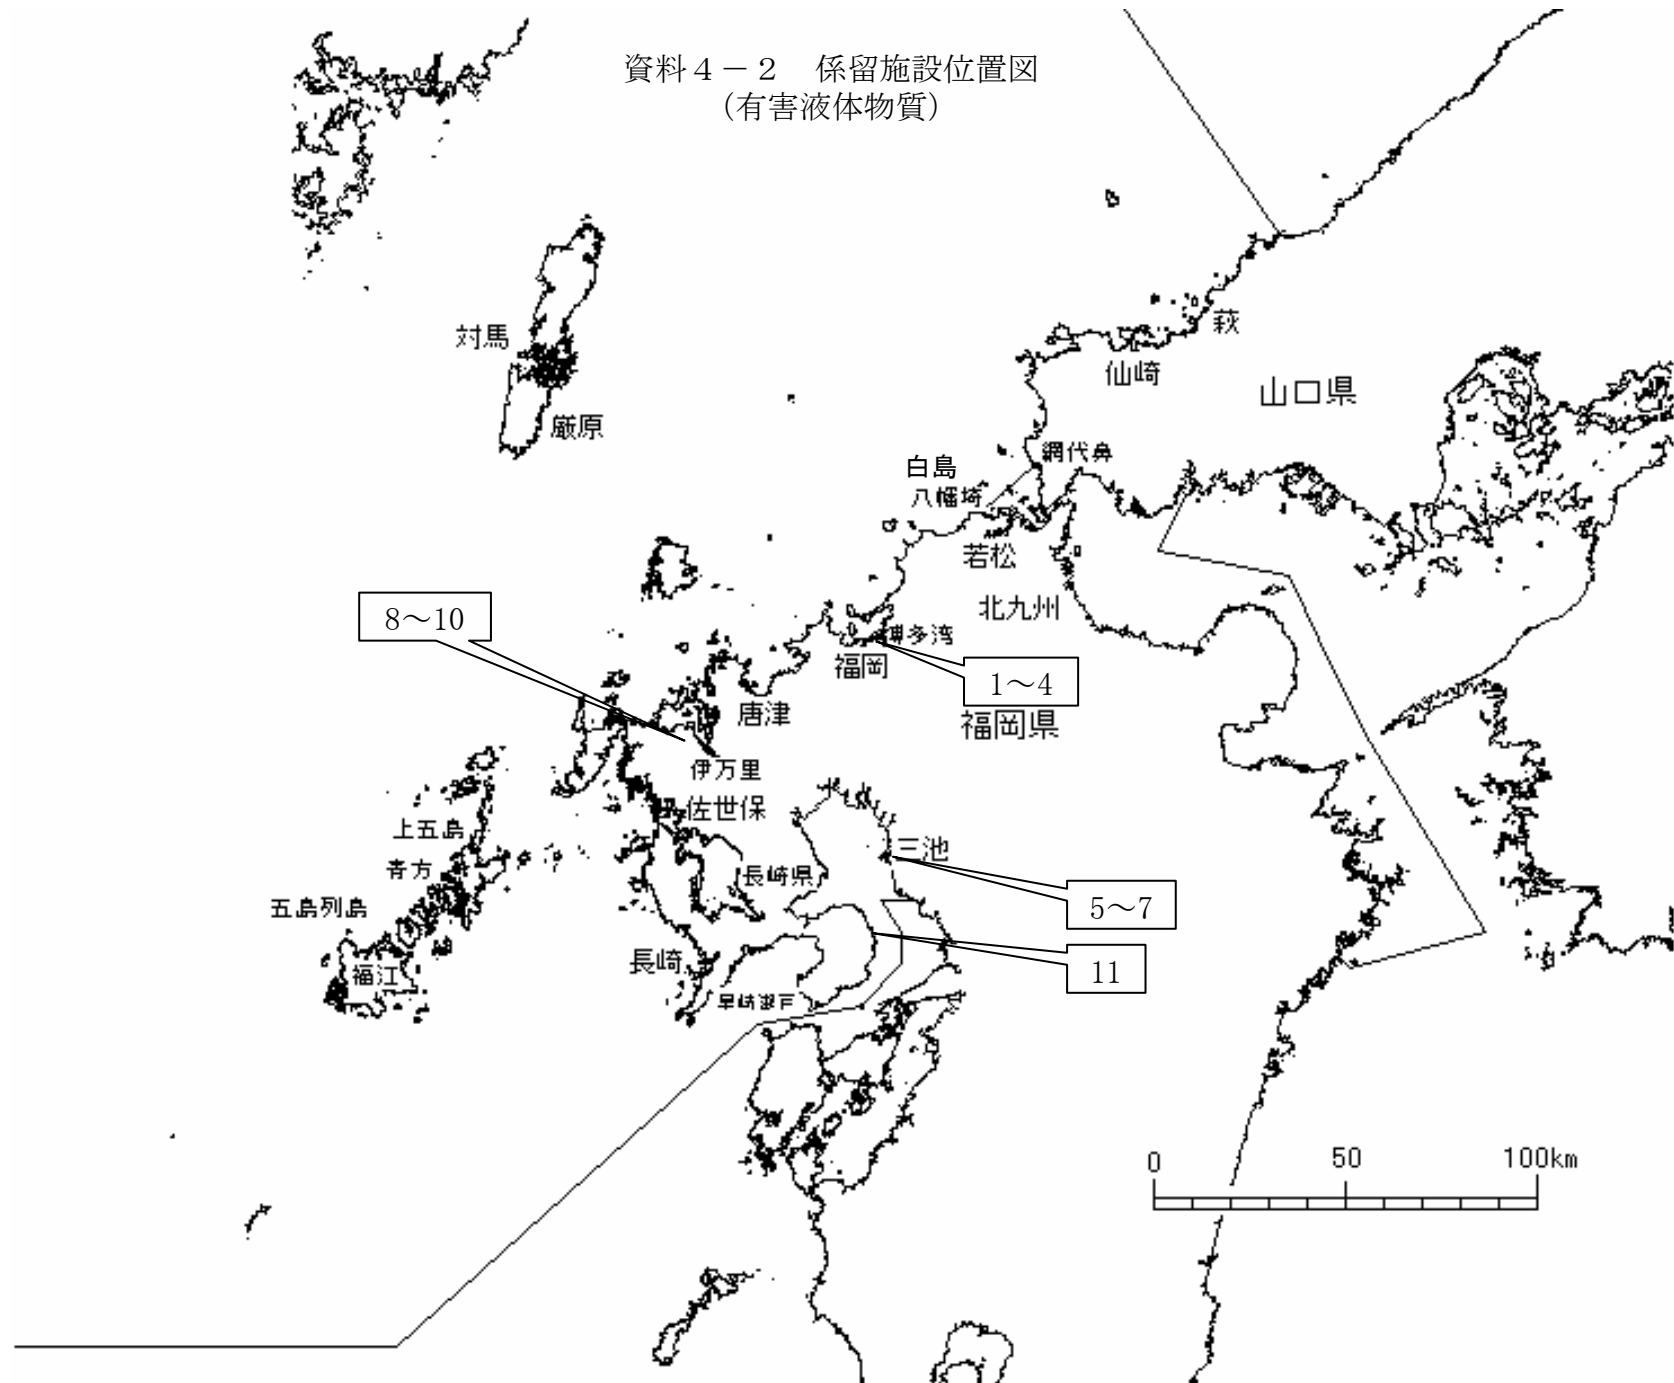 資料4-2 係留施設位置図
(有害液体物質)
萩
対馬
仙崎
山口県
厳原
網代鼻
白島
八幡埼
若松
8～10
北九州
博多湾
福岡
1～4
唐津
福岡県
伊万里
佐世保
上五島
三池
青方
長崎県
五島列島
5～7
長崎
11
福江
早崎瀬戸
0 50 100km